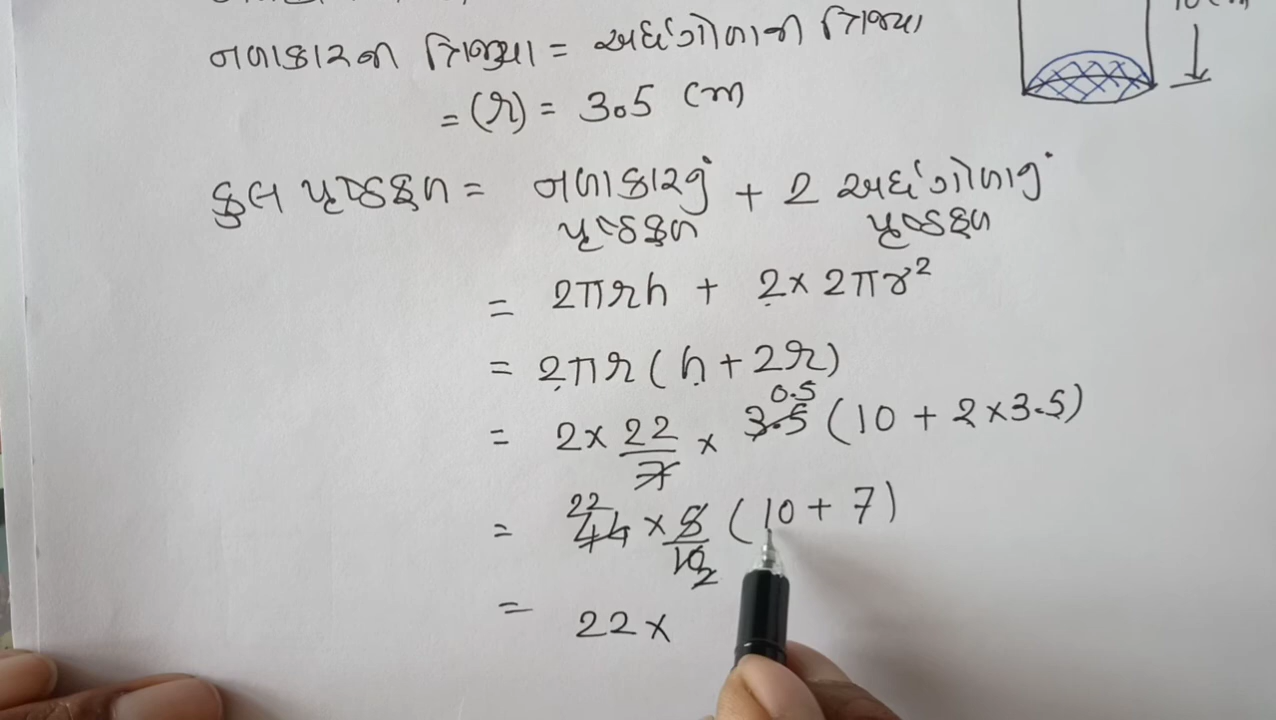 નળાકારની ત્રિજ્યા = અર્ધગોળાની ત્રિજ્યા
= (r) = 3.5 cm
કુલ પૃષ્ઠફળ = નળાકારનું + 2 અર્ધગોળાનું
પૃષ્ઠફળ પૃષ્ઠફળ
= 2πrh + 2 × 2πr²
= 2πr (h + 2r)
0.5
= 2 × 22/7 × 3.5 (10 + 2 × 3.5)
22
= 44 × 5/10 (10 + 7)
2
= 22 ×